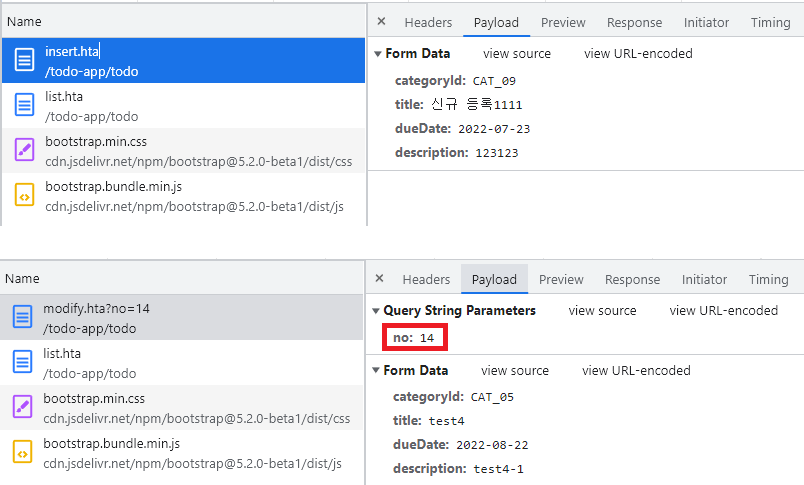 Name
insert.hta
/todo-app/todo
list.hta
/todo-app/todo
bootstrap.min.css
cdn.jsdelivr.net/npm/bootstrap@5.2.0-beta1/dist/css
bootstrap.bundle.min.js
cdn.jsdelivr.net/npm/bootstrap@5.2.0-beta1/dist/js
× Headers Payload Preview Response Initiator Timing
▼ Form Data view source view URL-encoded
categoryId: CAT_09
title: 신규 등록1111
dueDate: 2022-07-23
description: 123123
Name
modify.hta?no=14
/todo-app/todo
list.hta
/todo-app/todo
bootstrap.min.css
cdn.jsdelivr.net/npm/bootstrap@5.2.0-beta1/dist/css
bootstrap.bundle.min.js
cdn.jsdelivr.net/npm/bootstrap@5.2.0-beta1/dist/js
× Headers Payload Preview Response Initiator Timing
▼ Query String Parameters view source view URL-encoded
no: 14
▼ Form Data view source view URL-encoded
categoryId: CAT_05
title: test4
dueDate: 2022-08-22
description: test4-1